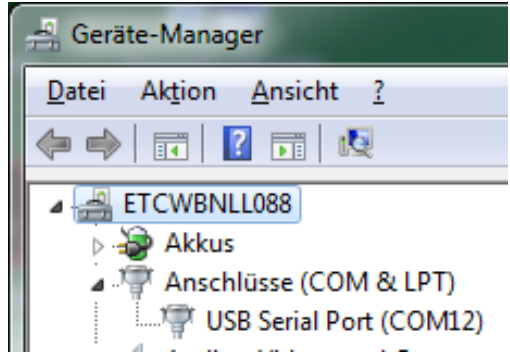 Geräte-Manager
Datei Aktion Ansicht ?
ETCWBNLL088
Akkus
Anschlüsse (COM & LPT)
USB Serial Port (COM12)